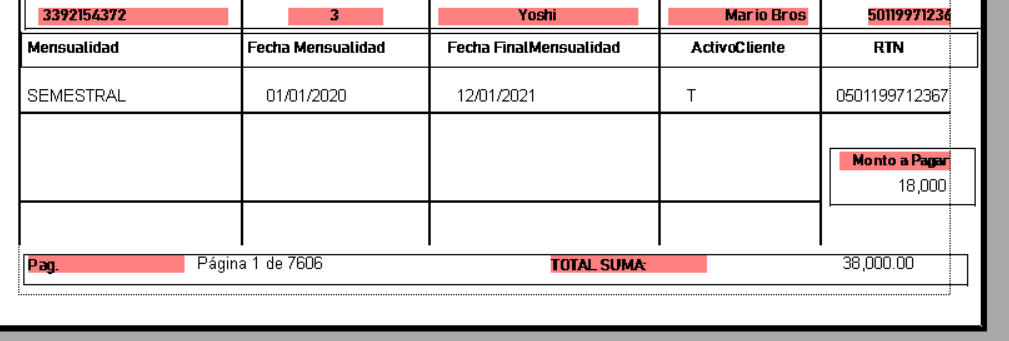 3392154372 3 Yoshi Mario Bros 50119971236
Mensualidad Fecha Mensualidad Fecha FinalMensualidad ActivoCliente RTN
SEMESTRAL 01/01/2020 12/01/2021 T 0501199712367
Monto a Pagar
18,000
Pag. Página 1 de 7606 TOTAL SUMA: 38,000.00